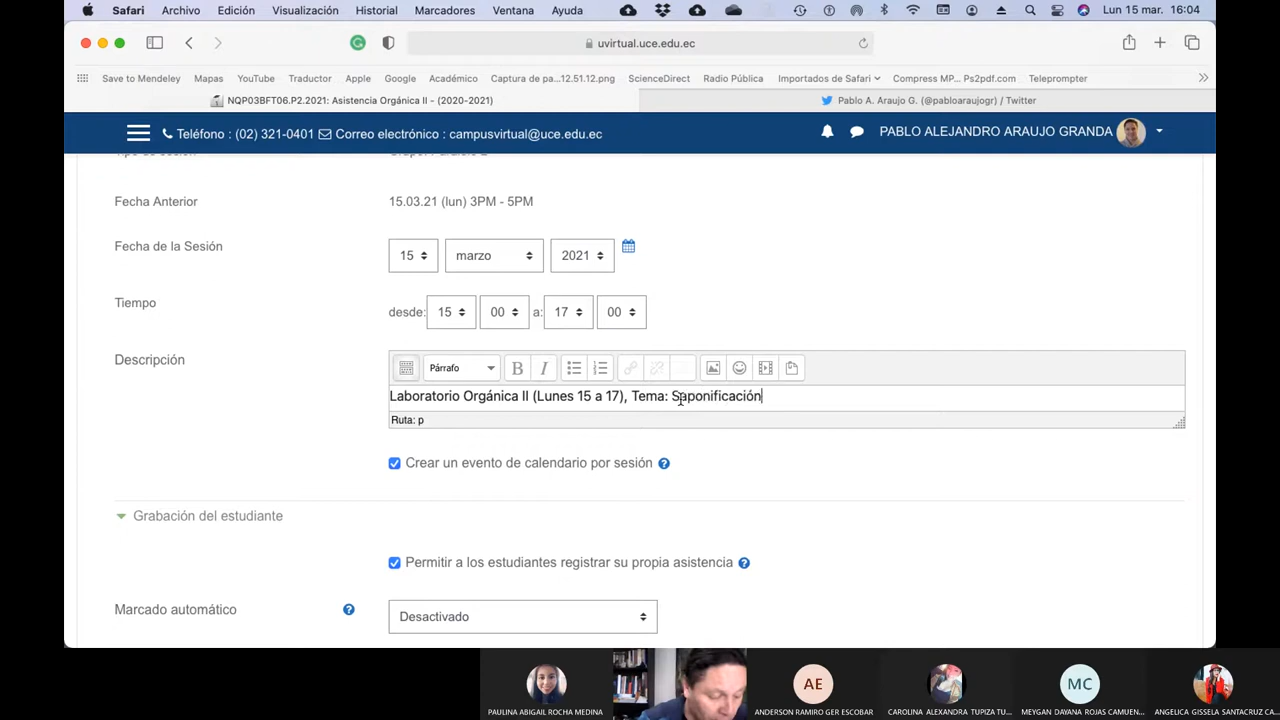 Safari Archivo Edición Visualización Historial Marcadores Ventana Ayuda Lun 15 mar. 16:04
uvirtual.uce.edu.ec
Save to Mendeley Mapas YouTube Traductor Apple Google Académico Captura de pa...12.51.12.png ScienceDirect Radio Pública Importados de Safari Compress MP... Ps2pdf.com Teleprompter
NQP03BFT06.P2.2021: Asistencia Orgánica II - (2020-2021) Pablo A. Araujo G. (@pabloaraujogr) / Twitter
Teléfono : (02) 321-0401 Correo electrónico : campusvirtual@uce.edu.ec PABLO ALEJANDRO ARAUJO GRANDA
Fecha Anterior 15.03.21 (lun) 3PM - 5PM
Fecha de la Sesión 15 marzo 2021
Tiempo desde: 15 00 a: 17 00
Descripción Párrafo B I
Laboratorio Orgánica II (Lunes 15 a 17), Tema: Saponificación
Ruta: p
Crear un evento de calendario por sesión
Grabación del estudiante
Permitir a los estudiantes registrar su propia asistencia
Marcado automático Desactivado
AE MC
PAULINA ABIGAIL ROCHA MEDINA ANDERSON RAMIRO GER ESCOBAR CAROLINA ALEXANDRA TUPIZA TU... MEYGAN DAYANA ROJAS CAMUEN... ANGELICA GISSELA SANTACRUZ CA...